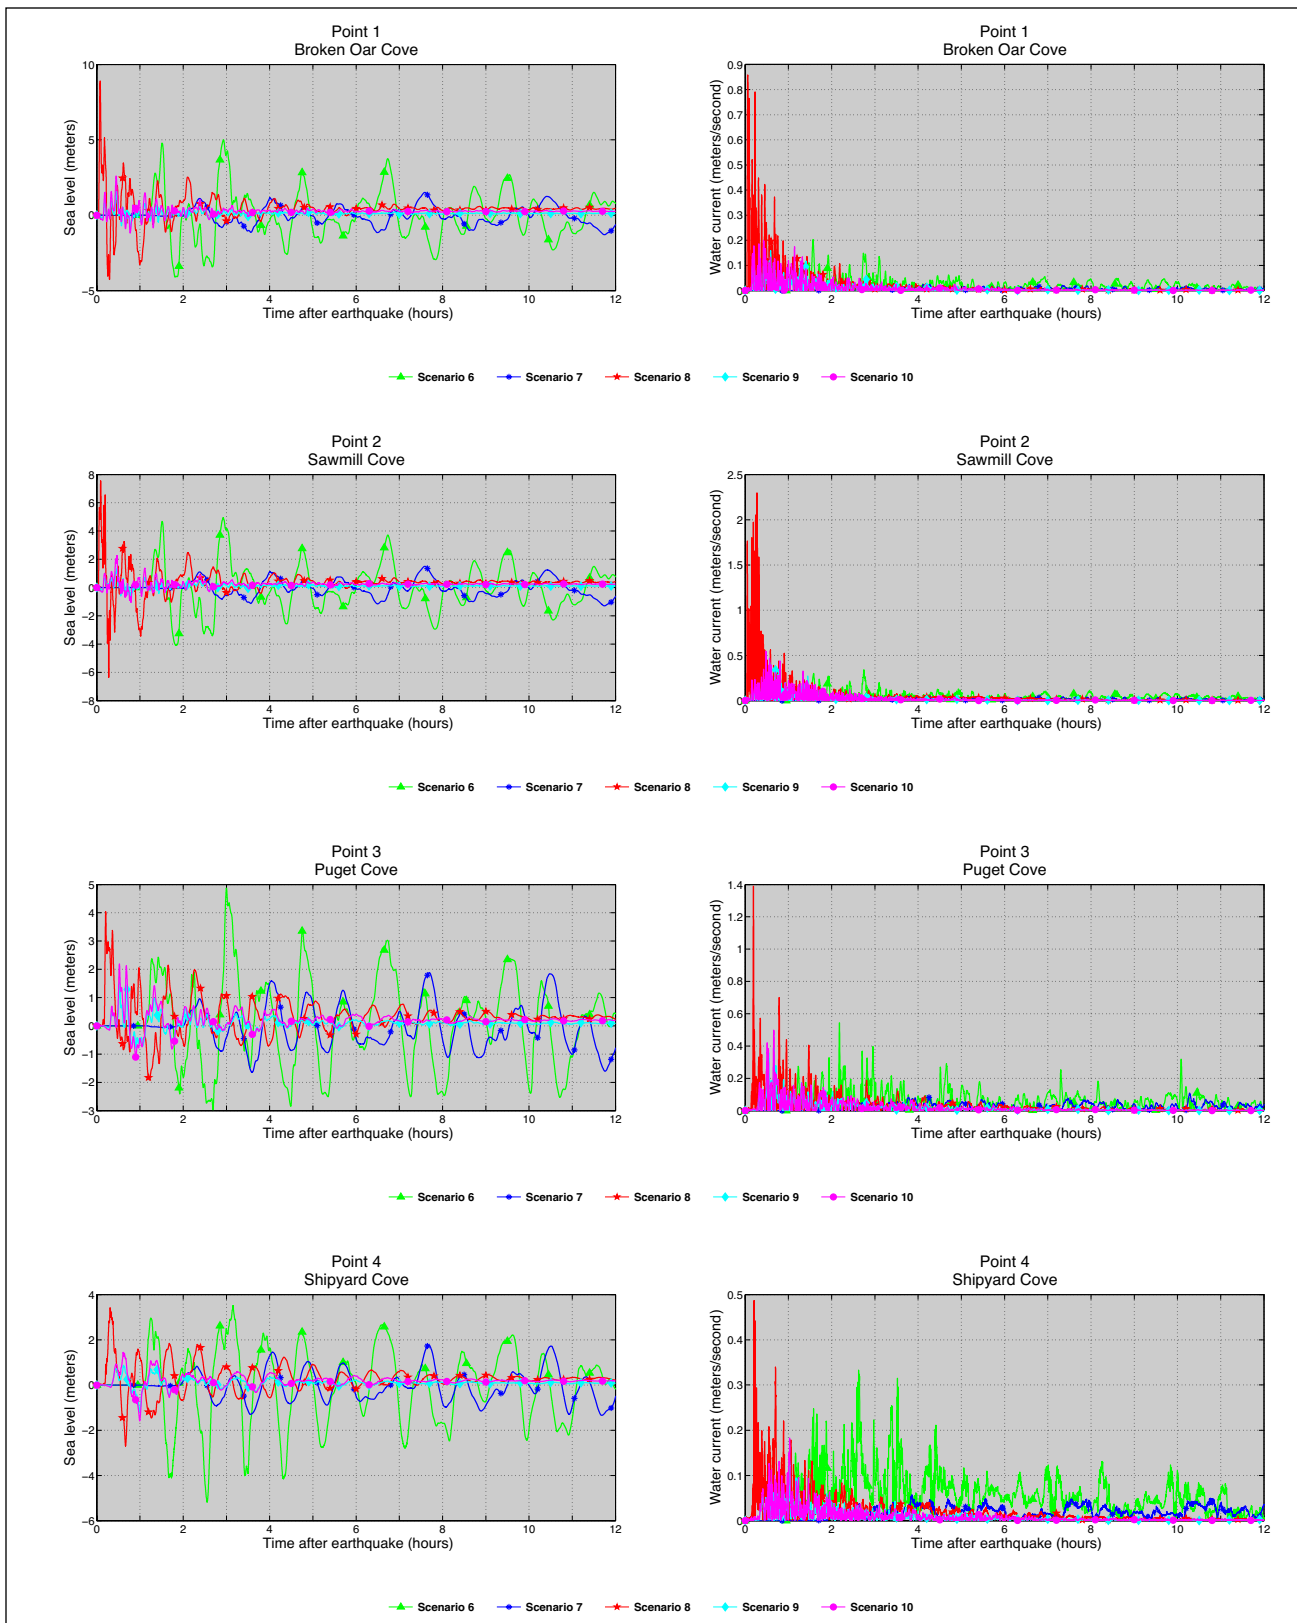 Point 1
Broken Oar Cove
Sea level (meters)
10
5
0
−5
0 2 4 6 8 10 12
Time after earthquake (hours)
Point 1
Broken Oar Cove
Water current (meters/second)
0.9
0.8
0.7
0.6
0.5
0.4
0.3
0.2
0.1
0
0 2 4 6 8 10 12
Time after earthquake (hours)
Scenario 6 Scenario 7 Scenario 8 Scenario 9 Scenario 10
Point 2
Sawmill Cove
Sea level (meters)
8
6
4
2
0
−2
−4
−6
−8
0 2 4 6 8 10 12
Time after earthquake (hours)
Point 2
Sawmill Cove
Water current (meters/second)
2.5
2
1.5
1
0.5
0
0 2 4 6 8 10 12
Time after earthquake (hours)
Scenario 6 Scenario 7 Scenario 8 Scenario 9 Scenario 10
Point 3
Puget Cove
Sea level (meters)
5
4
3
2
1
0
−1
−2
−3
0 2 4 6 8 10 12
Time after earthquake (hours)
Point 3
Puget Cove
Water current (meters/second)
1.4
1.2
1
0.8
0.6
0.4
0.2
0
0 2 4 6 8 10 12
Time after earthquake (hours)
Scenario 6 Scenario 7 Scenario 8 Scenario 9 Scenario 10
Point 4
Shipyard Cove
Sea level (meters)
4
2
0
−2
−4
−6
0 2 4 6 8 10 12
Time after earthquake (hours)
Point 4
Shipyard Cove
Water current (meters/second)
0.5
0.4
0.3
0.2
0.1
0
0 2 4 6 8 10 12
Time after earthquake (hours)
Scenario 6 Scenario 7 Scenario 8 Scenario 9 Scenario 10